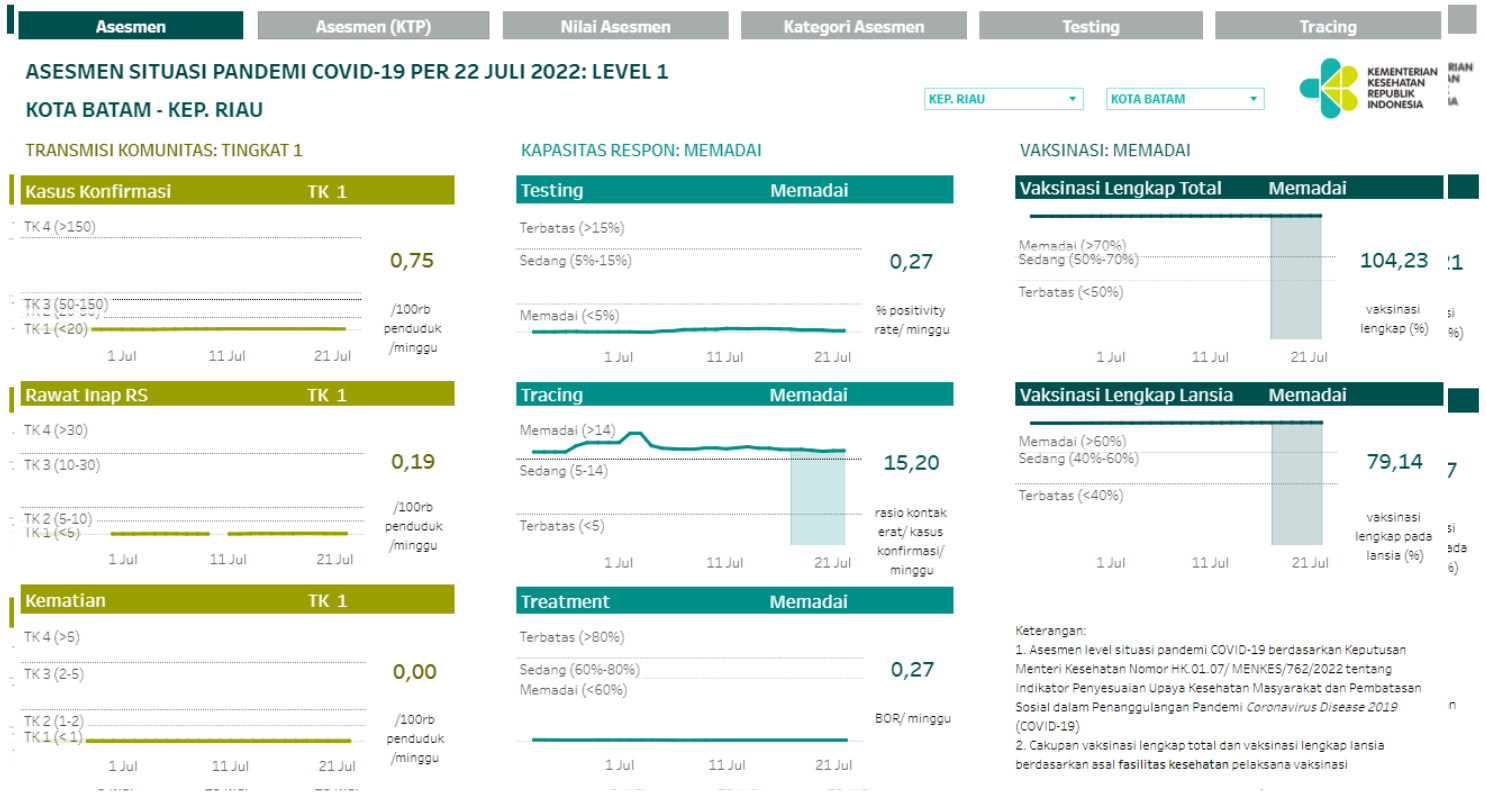 Asesmen
Asesmen (KTP)
Nilai Asesmen
Kategori Asesmen
Testing
Tracing
ASESMEN SITUASI PANDEMI COVID-19 PER 22 JULI 2022: LEVEL 1
KOTA BATAM - KEP. RIAU
KEP. RIAU
KOTA BATAM
KEMENTERIAN
KESEHATAN
REPUBLIK
INDONESIA
RIAN
AN
IA
TRANSMISI KOMUNITAS: TINGKAT 1
Kasus Konfirmasi TK 1
TK 4 (>150)
0,75
TK 3 (50-150)
TK 1 (<20)
/100rb
penduduk
/minggu
1 Jul 11 Jul 21 Jul
Rawat Inap RS TK 1
TK 4 (>30)
TK 3 (10-30)
0,19
TK 2 (5-10)
TK 1 (<5)
/100rb
penduduk
/minggu
1 Jul 11 Jul 21 Jul
Kematian TK 1
TK 4 (>5)
TK 3 (2-5)
0,00
TK 2 (1-2)
TK 1 (<1)
/100rb
penduduk
/minggu
1 Jul 11 Jul 21 Jul
KAPASITAS RESPON: MEMADAI
Testing Memadai
Terbatas (>15%)
Sedang (5%-15%)
0,27
Memadai (<5%)
% positivity
rate/ minggu
1 Jul 11 Jul 21 Jul
Tracing Memadai
Memadai (>14)
Sedang (5-14)
15,20
Terbatas (<5)
rasio kontak
erat/ kasus
konfirmasi/
minggu
1 Jul 11 Jul 21 Jul
Treatment Memadai
Terbatas (>80%)
Sedang (60%-80%)
Memadai (<60%)
0,27
BOR/ minggu
1 Jul 11 Jul 21 Jul
VAKSINASI: MEMADAI
Vaksinasi Lengkap Total Memadai
Memadai (>70%)
Sedang (50%-70%)
104,23
21
Terbatas (<50%)
vaksinasi
lengkap (%)
si
%)
1 Jul 11 Jul 21 Jul
Vaksinasi Lengkap Lansia Memadai
Memadai (>60%)
Sedang (40%-60%)
79,14
7
Terbatas (<40%)
vaksinasi
lengkap pada
lansia (%)
si
ada
6)
1 Jul 11 Jul 21 Jul
Keterangan:
1. Asesmen level situasi pandemi COVID-19 berdasarkan Keputusan
Menteri Kesehatan Nomor HK.01.07/ MENKES/762/2022 tentang
Indikator Penyesuaian Upaya Kesehatan Masyarakat dan Pembatasan
Sosial dalam Penanggulangan Pandemi Coronavirus Disease 2019
(COVID-19)
n
2. Cakupan vaksinasi lengkap total dan vaksinasi lengkap lansia
berdasarkan asal fasilitas kesehatan pelaksana vaksinasi